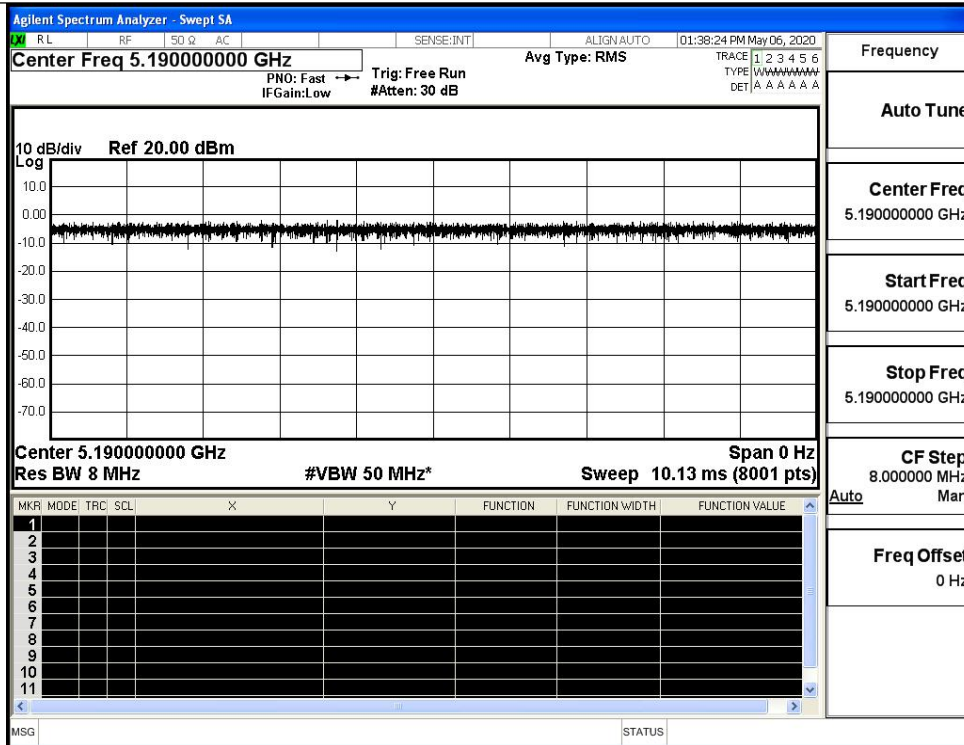 Agilent Spectrum Analyzer - Swept SA
LXI RL RF 50 Ω AC SENSE:INT ALIGN AUTO 01:38:24 PM May 06, 2020
Center Freq 5.190000000 GHz
Avg Type: RMS
TRACE 1 2 3 4 5 6
PNO: Fast
Trig: Free Run
TYPE WWWWWW
IFGain:Low
#Atten: 30 dB
DET A A A A A A
10 dB/div Ref 20.00 dBm
Log
10.0
0.00
-10.0
-20.0
-30.0
-40.0
-50.0
-60.0
-70.0
Center 5.190000000 GHz Span 0 Hz
Res BW 8 MHz #VBW 50 MHz* Sweep 10.13 ms (8001 pts)
MKR MODE TRC SCL X Y FUNCTION FUNCTION WIDTH FUNCTION VALUE
1
2
3
4
5
6
7
8
9
10
11
MSG STATUS
Frequency
Auto Tune
Center Freq
5.190000000 GHz
Start Freq
5.190000000 GHz
Stop Freq
5.190000000 GHz
CF Step
8.000000 MHz
Auto Man
Freq Offset
0 Hz